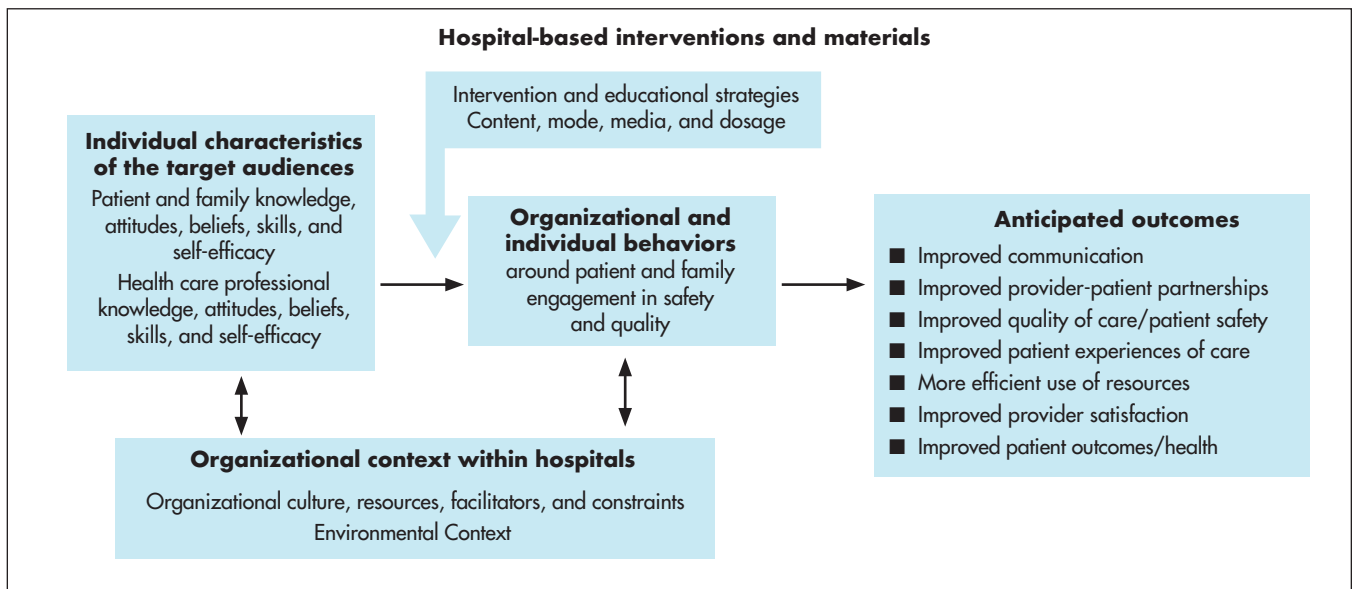 Hospital-based interventions and materials
Intervention and educational strategies
Content, mode, media, and dosage
Individual characteristics
of the target audiences
Patient and family knowledge,
attitudes, beliefs, skills, and
self-efficacy
Health care professional
knowledge, attitudes, beliefs,
skills, and self-efficacy
Organizational and
individual behaviors
around patient and family
engagement in safety
and quality
Anticipated outcomes
■ Improved communication
■ Improved provider-patient partnerships
■ Improved quality of care/patient safety
■ Improved patient experiences of care
■ More efficient use of resources
■ Improved provider satisfaction
■ Improved patient outcomes/health
Organizational context within hospitals
Organizational culture, resources, facilitators, and constraints
Environmental Context